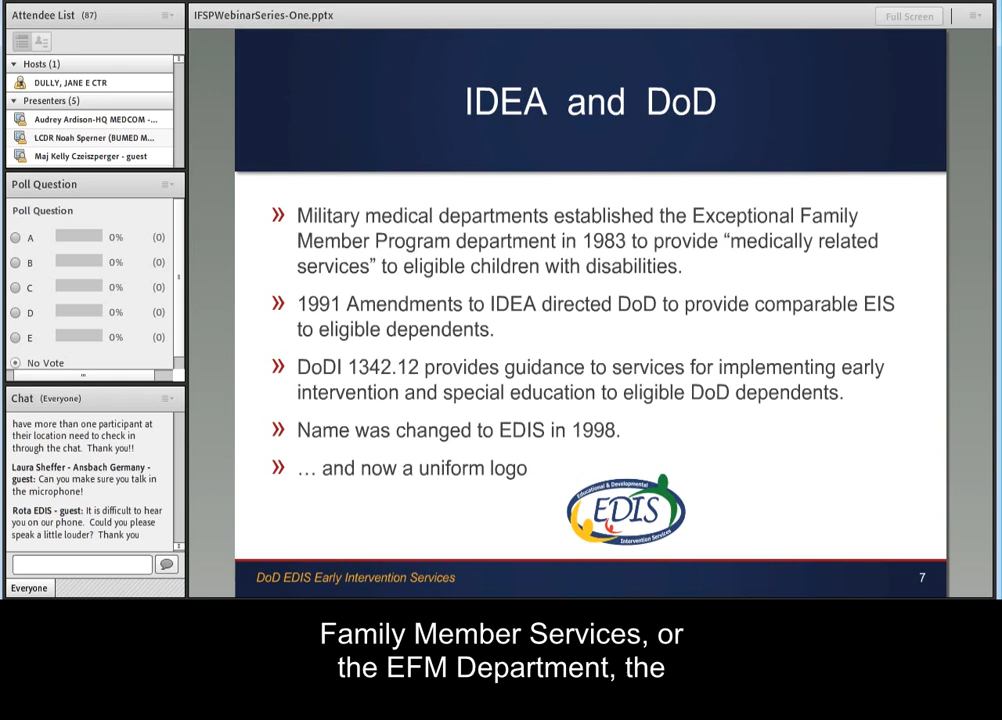 Attendee List (87)
Hosts (1)
DULLY, JANE E CTR
Presenters (5)
Audrey Ardison-HQ MEDCOM -...
LCDR Noah Sperner (BUMED M...
Maj Kelly Czeiszperger - guest
Poll Question
Poll Question
A 0% (0)
B 0% (0)
C 0% (0)
D 0% (0)
E 0% (0)
No Vote
Chat (Everyone)
have more than one participant at
their location need to check in
through the chat. Thank you!!
Laura Sheffer - Ansbach Germany -
guest: Can you make sure you talk in
the microphone!
Rota EDIS - guest: It is difficult to hear
you on our phone. Could you please
speak a little louder? Thank you
Everyone
IFSPWebinarSeries-One.pptx
Full Screen
IDEA and DoD
» Military medical departments established the Exceptional Family
Member Program department in 1983 to provide “medically related
services” to eligible children with disabilities.
» 1991 Amendments to IDEA directed DoD to provide comparable EIS
to eligible dependents.
» DoDI 1342.12 provides guidance to services for implementing early
intervention and special education to eligible DoD dependents.
» Name was changed to EDIS in 1998.
» … and now a uniform logo
Educational & Developmental
EDIS
Intervention Services
DoD EDIS Early Intervention Services
7
Family Member Services, or
the EFM Department, the